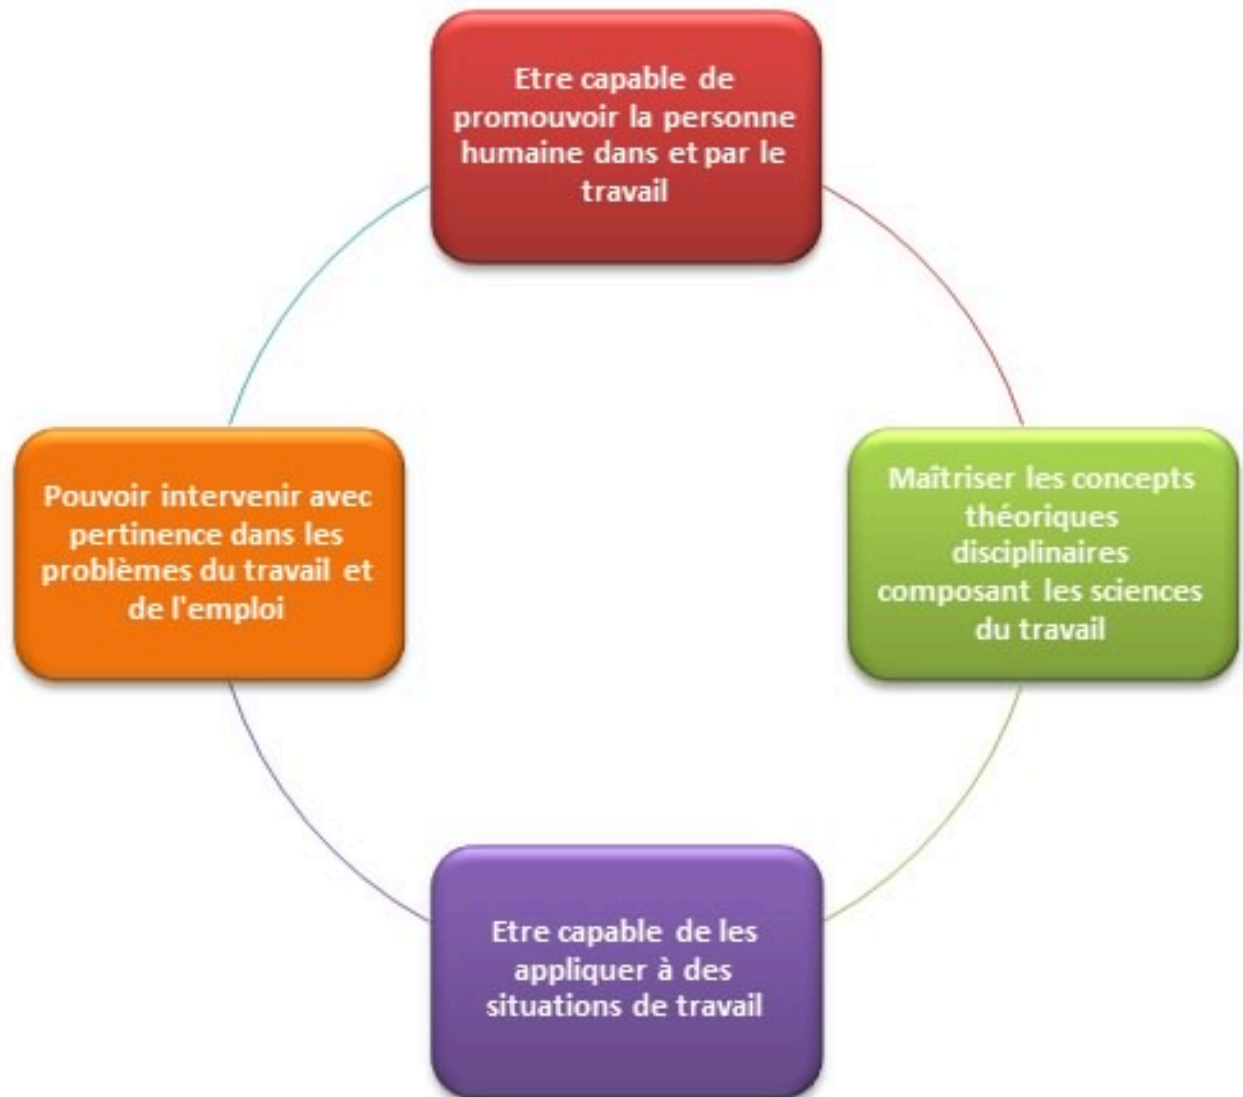 Etre capable de
promouvoir la personne
humaine dans et par le
travail
Maîtriser les concepts
théoriques
disciplinaires
composant les sciences
du travail
Etre capable de les
appliquer à des
situations de travail
Pouvoir intervenir avec
pertinence dans les
problèmes du travail et
de l'emploi